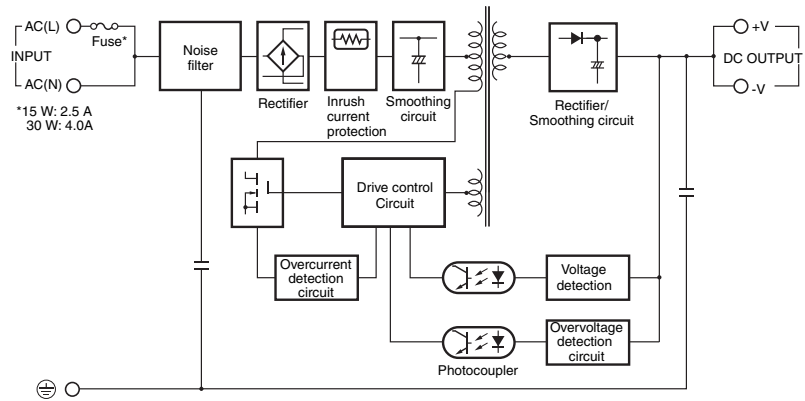 AC(L)
Fuse*
INPUT
AC(N)
*15 W: 2.5 A
30 W: 4.0A
Noise
filter
Rectifier
Inrush
current
protection
Smoothing
circuit
Rectifier/
Smoothing circuit
+V
DC OUTPUT
-V
Drive control
Circuit
Overcurrent
detection
circuit
Voltage
detection
Overvoltage
detection
circuit
Photocoupler